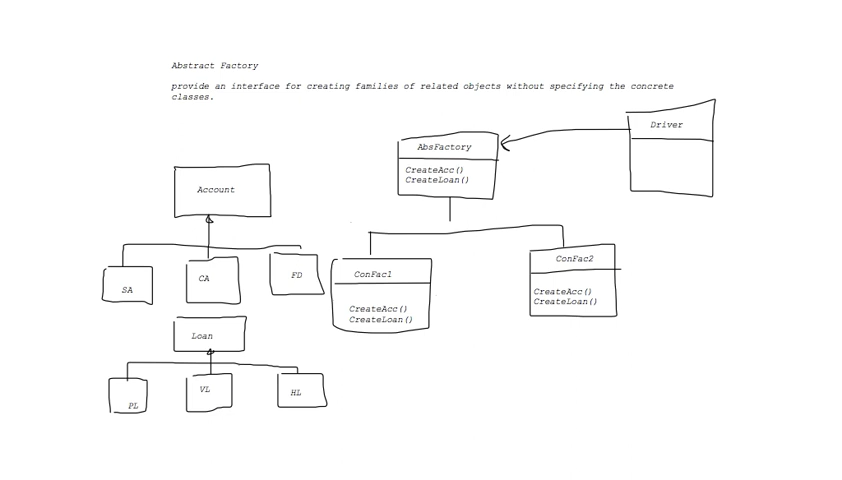 Abstract Factory
provide an interface for creating families of related objects without specifying the concrete
classes.
Driver
AbsFactory
CreateAcc()
CreateLoan()
Account
SA
CA
FD
ConFac1
CreateAcc()
CreateLoan()
ConFac2
CreateAcc()
CreateLoan()
Loan
PL
VL
HL